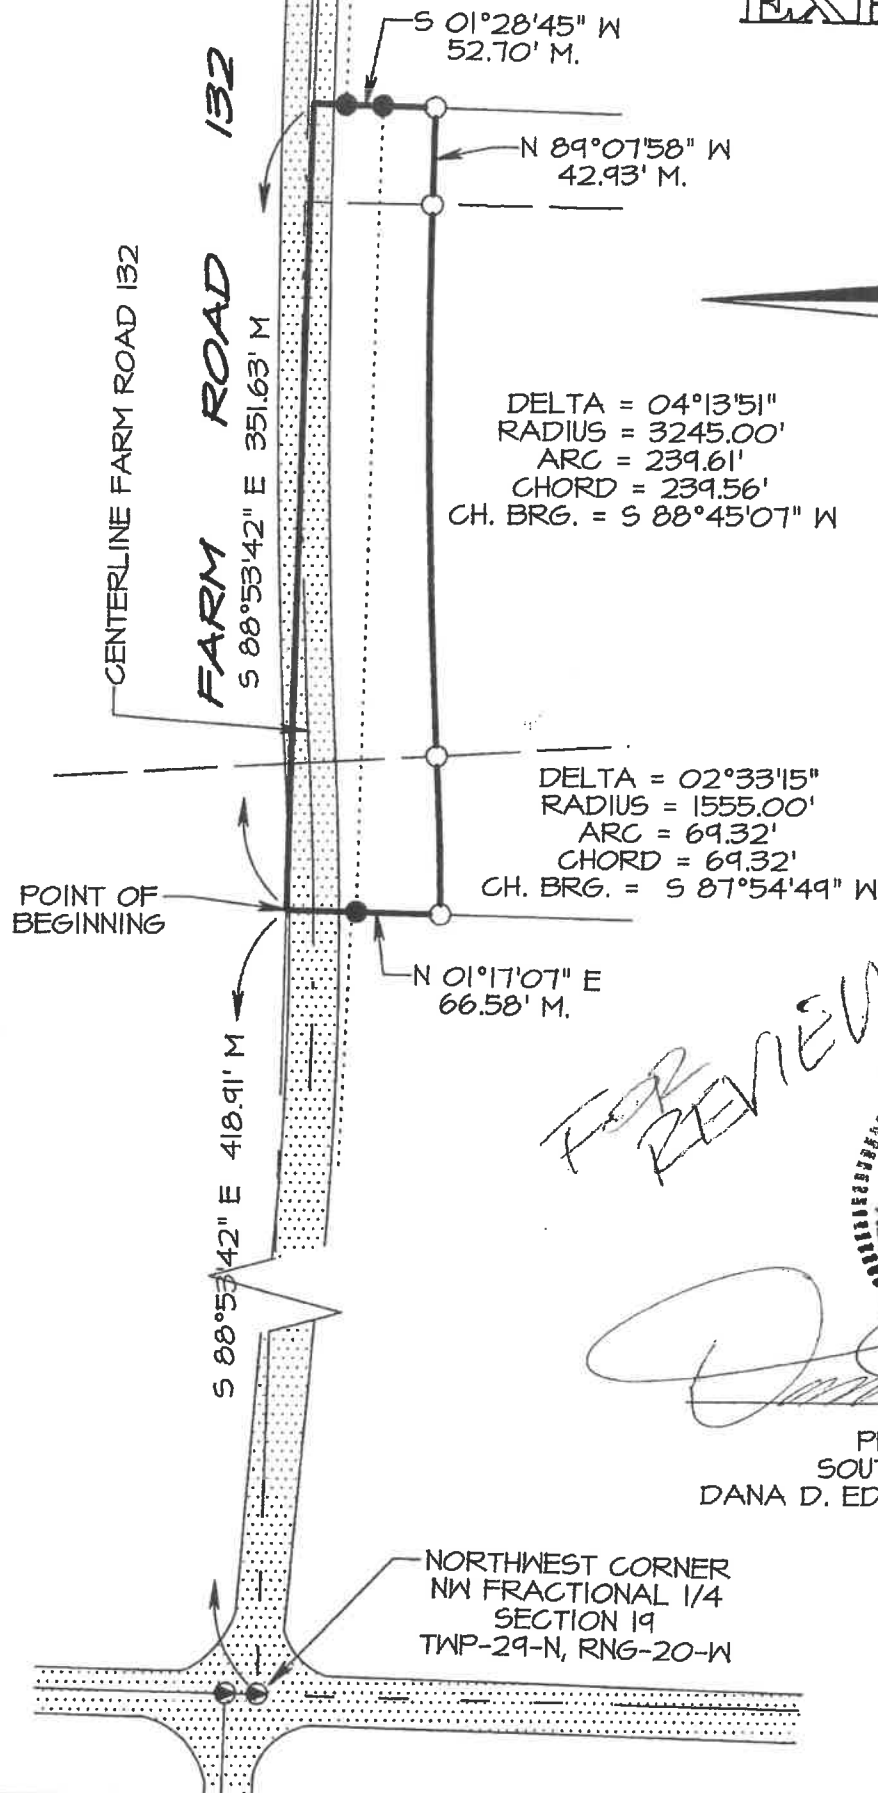 S 01°28'45" W
52.70' M.
N 89°07'58" W
42.93' M.
FARM ROAD 132
S 88°53'42" E 351.63' M
CENTERLINE FARM ROAD 132
DELTA = 04°13'51"
RADIUS = 3245.00'
ARC = 239.61'
CHORD = 239.56'
CH. BRG. = S 88°45'07" W
DELTA = 02°33'15"
RADIUS = 1555.00'
ARC = 69.32'
CHORD = 69.32'
CH. BRG. = S 87°54'49" W
POINT OF
BEGINNING
N 01°17'07" E
66.58' M.
S 88°53'42" E 418.91' M
FOR
REVIEW
SOUT
DANA D. ED
NORTHWEST CORNER
NW FRACTIONAL 1/4
SECTION 19
TWP-29-N, RNG-20-W